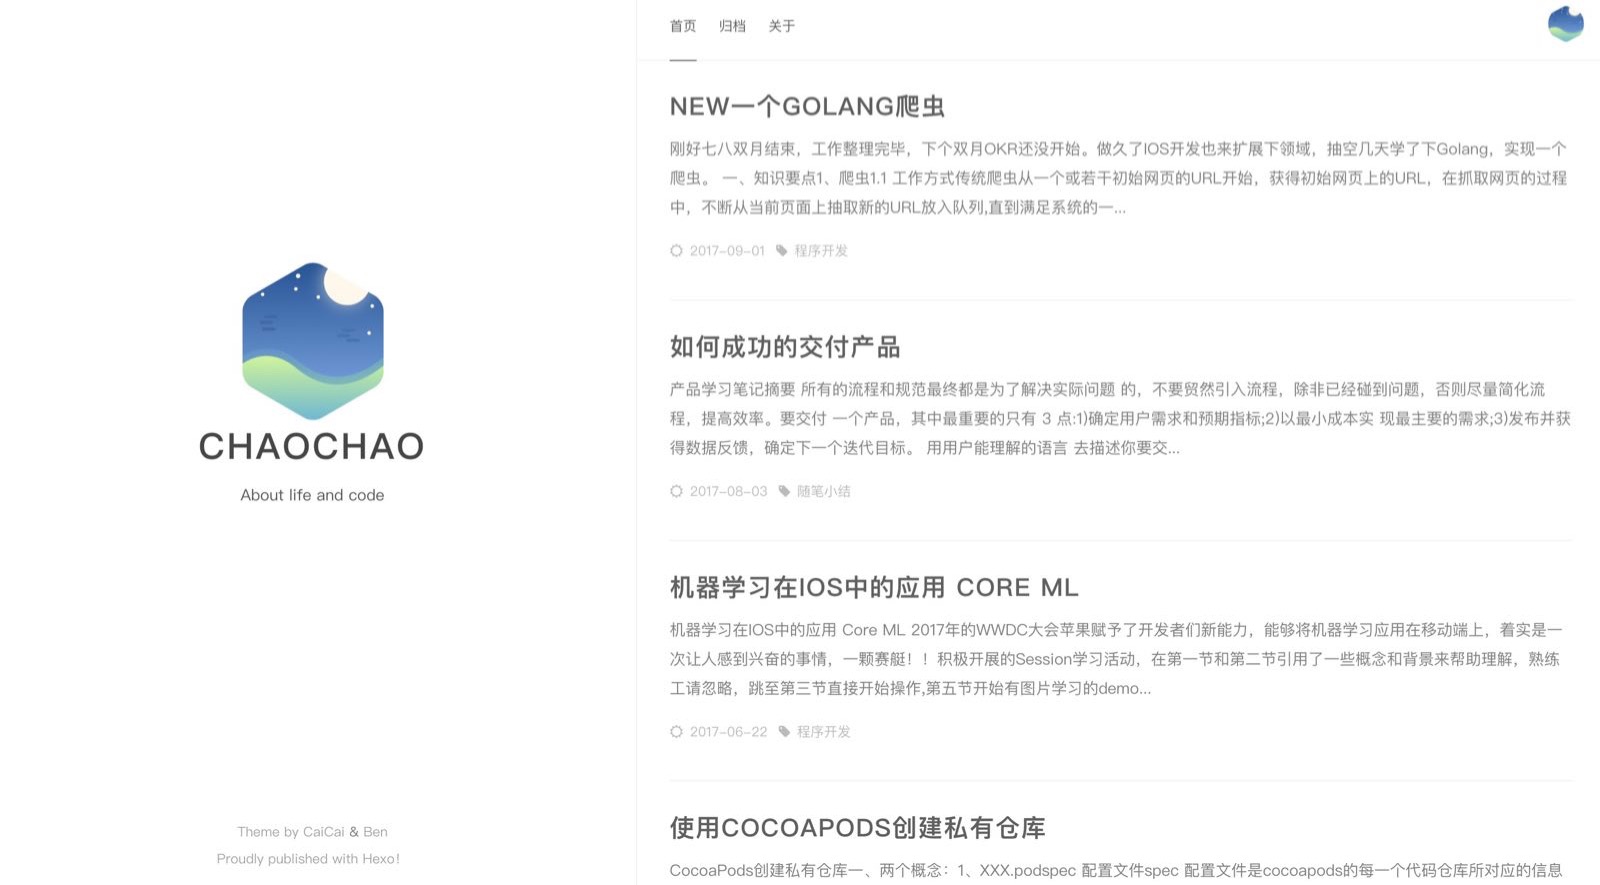 CHAOCHAO
About life and code
Theme by CaiCai & Ben
Proudly published with Hexo!
首页 归档 关于
NEW一个GOLANG爬虫
刚好七八双月结束，工作整理完毕，下个双月OKR还没开始。做久了IOS开发也来扩展下领域，抽空几天学了下Golang，实现一个
爬虫。 一、知识要点1、爬虫1.1 工作方式传统爬虫从一个或若干初始网页的URL开始，获得初始网页上的URL，在抓取网页的过程
中，不断从当前页面上抽取新的URL放入队列,直到满足系统的一...
2017-09-01 程序开发
如何成功的交付产品
产品学习笔记摘要 所有的流程和规范最终都是为了解决实际问题 的，不要贸然引入流程，除非已经碰到问题，否则尽量简化流
程，提高效率。要交付 一个产品，其中最重要的只有 3 点:1)确定用户需求和预期指标;2)以最小成本实 现最主要的需求;3)发布并获
得数据反馈，确定下一个迭代目标。 用用户能理解的语言 去描述你要交...
2017-08-03 随笔小结
机器学习在IOS中的应用 CORE ML
机器学习在IOS中的应用 Core ML 2017年的WWDC大会苹果赋予了开发者们新能力，能够将机器学习应用在移动端上，着实是一
次让人感到兴奋的事情，一颗赛艇！！积极开展的Session学习活动，在第一节和第二节引用了一些概念和背景来帮助理解，熟练
工请忽略，跳至第三节直接开始操作,第五节开始有图片学习的demo...
2017-06-22 程序开发
使用COCOAPODS创建私有仓库
CocoaPods创建私有仓库一、两个概念：1、XXX.podspec 配置文件spec 配置文件是cocoapods的每一个代码仓库所对应的信息